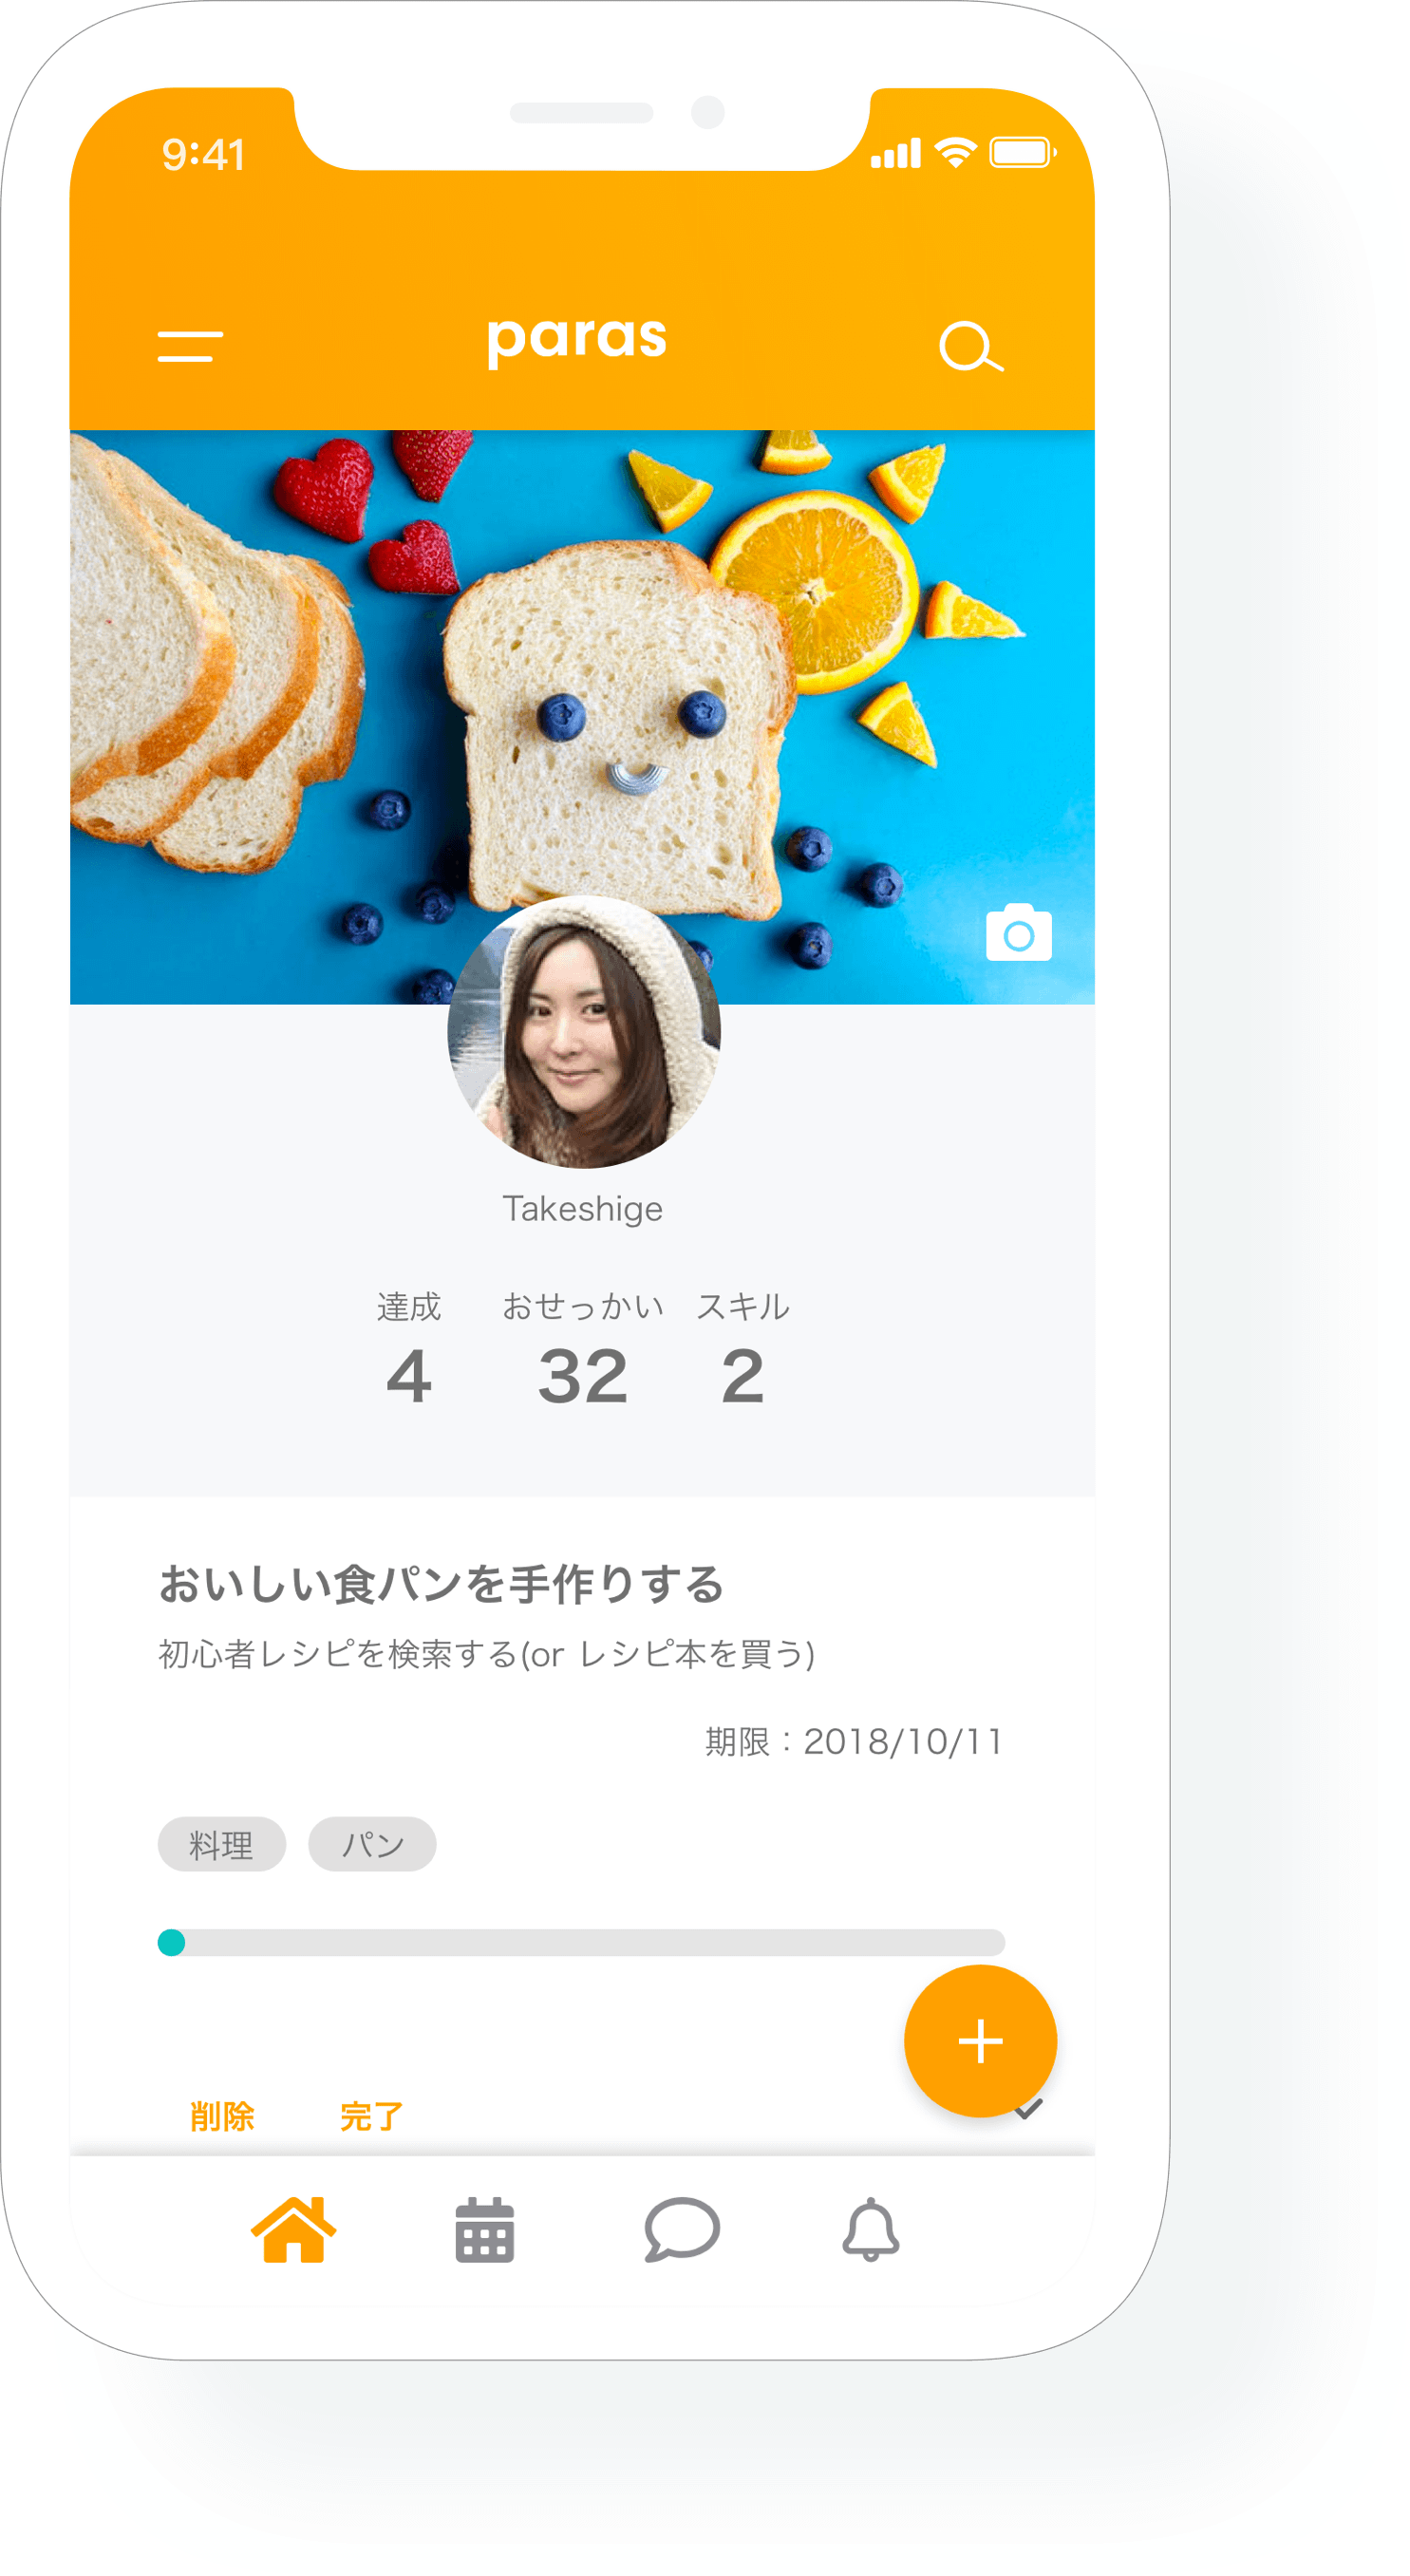 9:41
paras
Takeshige
達成 おせっかい スキル
4 32 2
おいしい食パンを手作りする
初心者レシピを検索する(or レシピ本を買う)
期限：2018/10/11
料理 パン
削除 完了